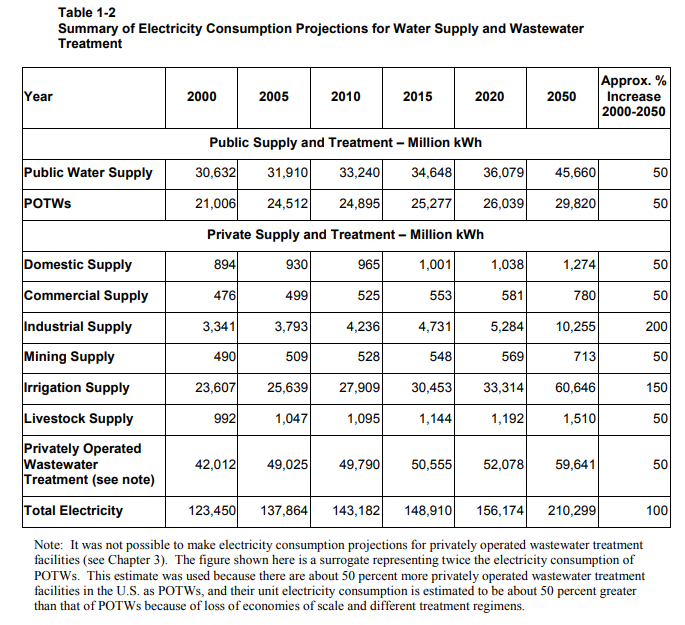 Table 1-2
Summary of Electricity Consumption Projections for Water Supply and Wastewater
Treatment
Year 2000 2005 2010 2015 2020 2050 Approx. % Increase 2000-2050
Public Supply and Treatment – Million kWh
Public Water Supply 30,632 31,910 33,240 34,648 36,079 45,660 50
POTWs 21,006 24,512 24,895 25,277 26,039 29,820 50
Private Supply and Treatment – Million kWh
Domestic Supply 894 930 965 1,001 1,038 1,274 50
Commercial Supply 476 499 525 553 581 780 50
Industrial Supply 3,341 3,793 4,236 4,731 5,284 10,255 200
Mining Supply 490 509 528 548 569 713 50
Irrigation Supply 23,607 25,639 27,909 30,453 33,314 60,646 150
Livestock Supply 992 1,047 1,095 1,144 1,192 1,510 50
Privately Operated
Wastewater
Treatment (see note) 42,012 49,025 49,790 50,555 52,078 59,641 50
Total Electricity 123,450 137,864 143,182 148,910 156,174 210,299 100
Note: It was not possible to make electricity consumption projections for privately operated wastewater treatment
facilities (see Chapter 3). The figure shown here is a surrogate representing twice the electricity consumption of
POTWs. This estimate was used because there are about 50 percent more privately operated wastewater treatment
facilities in the U.S. as POTWs, and their unit electricity consumption is estimated to be about 50 percent greater
than that of POTWs because of loss of economies of scale and different treatment regimens.